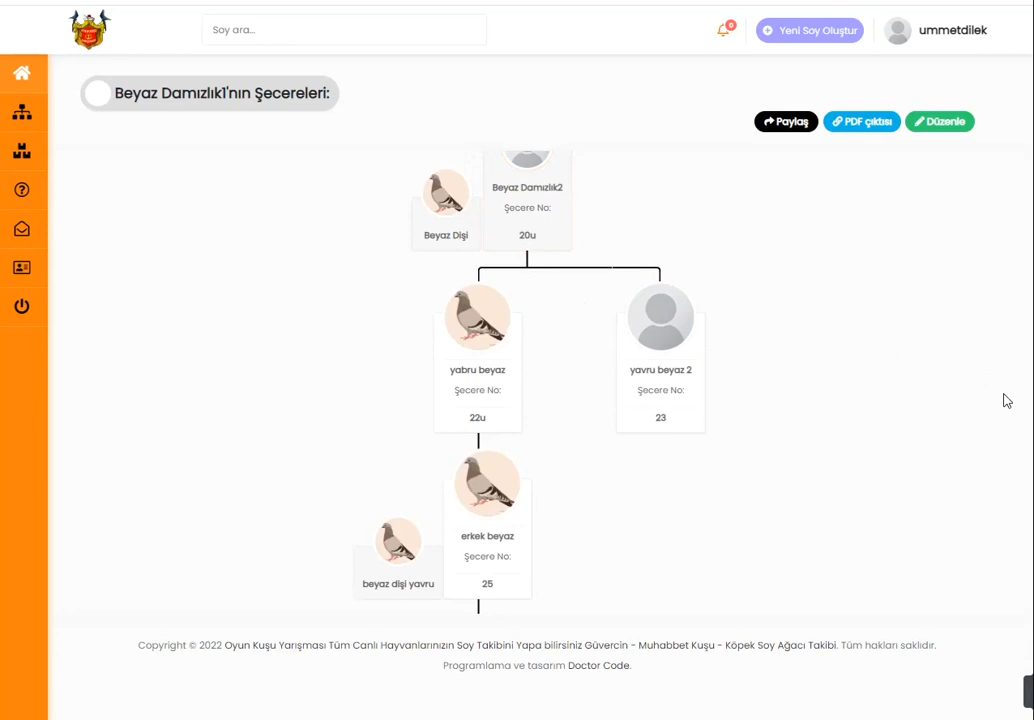 Soy ara...
0
Yeni Soy Oluştur
ummetdilek
Beyaz Damızlık1'nın Şecereleri:
Paylaş
PDF çıktısı
Düzenle
Beyaz Damızlık2
Şecere No:
20u
Beyaz Dişi
yabru beyaz
Şecere No:
22u
yavru beyaz 2
Şecere No:
23
erkek beyaz
Şecere No:
25
beyaz dişi yavru
Copyright © 2022 Oyun Kuşu Yarışması Tüm Canlı Hayvanlarınızın Soy Takibini Yapa bilirsiniz Güvercin - Muhabbet Kuşu - Köpek Soy Ağacı Takibi. Tüm hakları saklıdır.
Programlama ve tasarım Doctor Code.